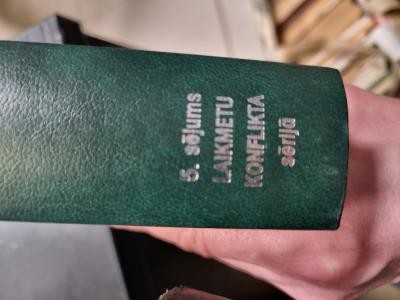 5. sējums
LAIKMETU
KONFLIKTA
sērijā